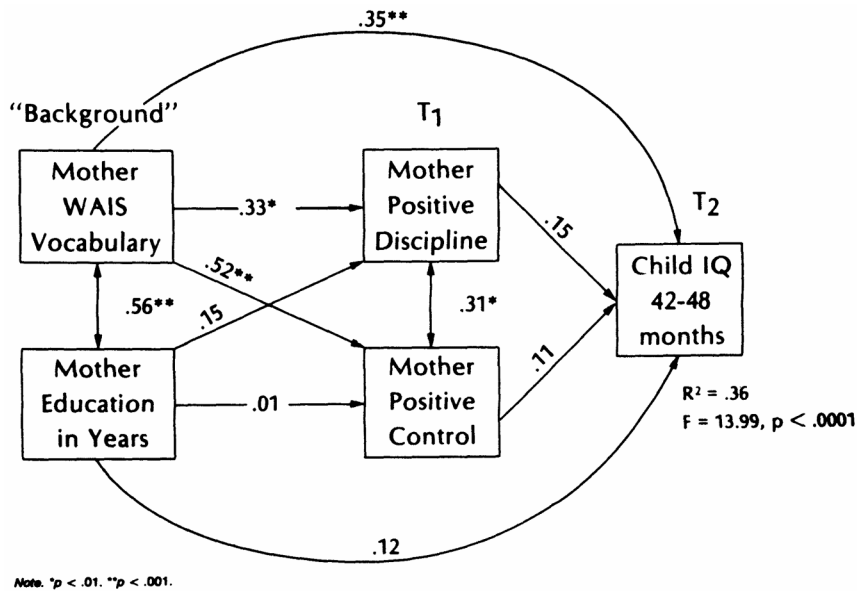 .35**
"Background"
T1
Mother
WAIS
Vocabulary
.33*
Mother
Positive
Discipline
.15
T2
Child IQ
42-48
months
.52**
.56**
.15
.31*
Mother
Education
in Years
.01
Mother
Positive
Control
.11
R² = .36
F = 13.99, p < .0001
.12
Note. *p < .01. **p < .001.